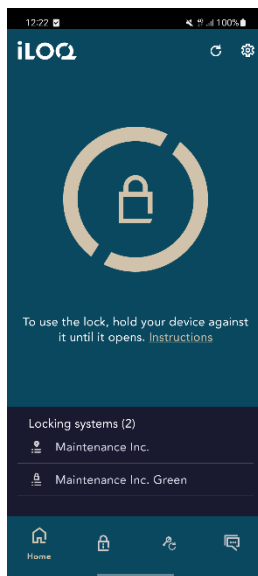 12:22 100%
iLOQ
To use the lock, hold your device against
it until it opens. Instructions
Locking systems (2)
Maintenance Inc.
Maintenance Inc. Green
Home